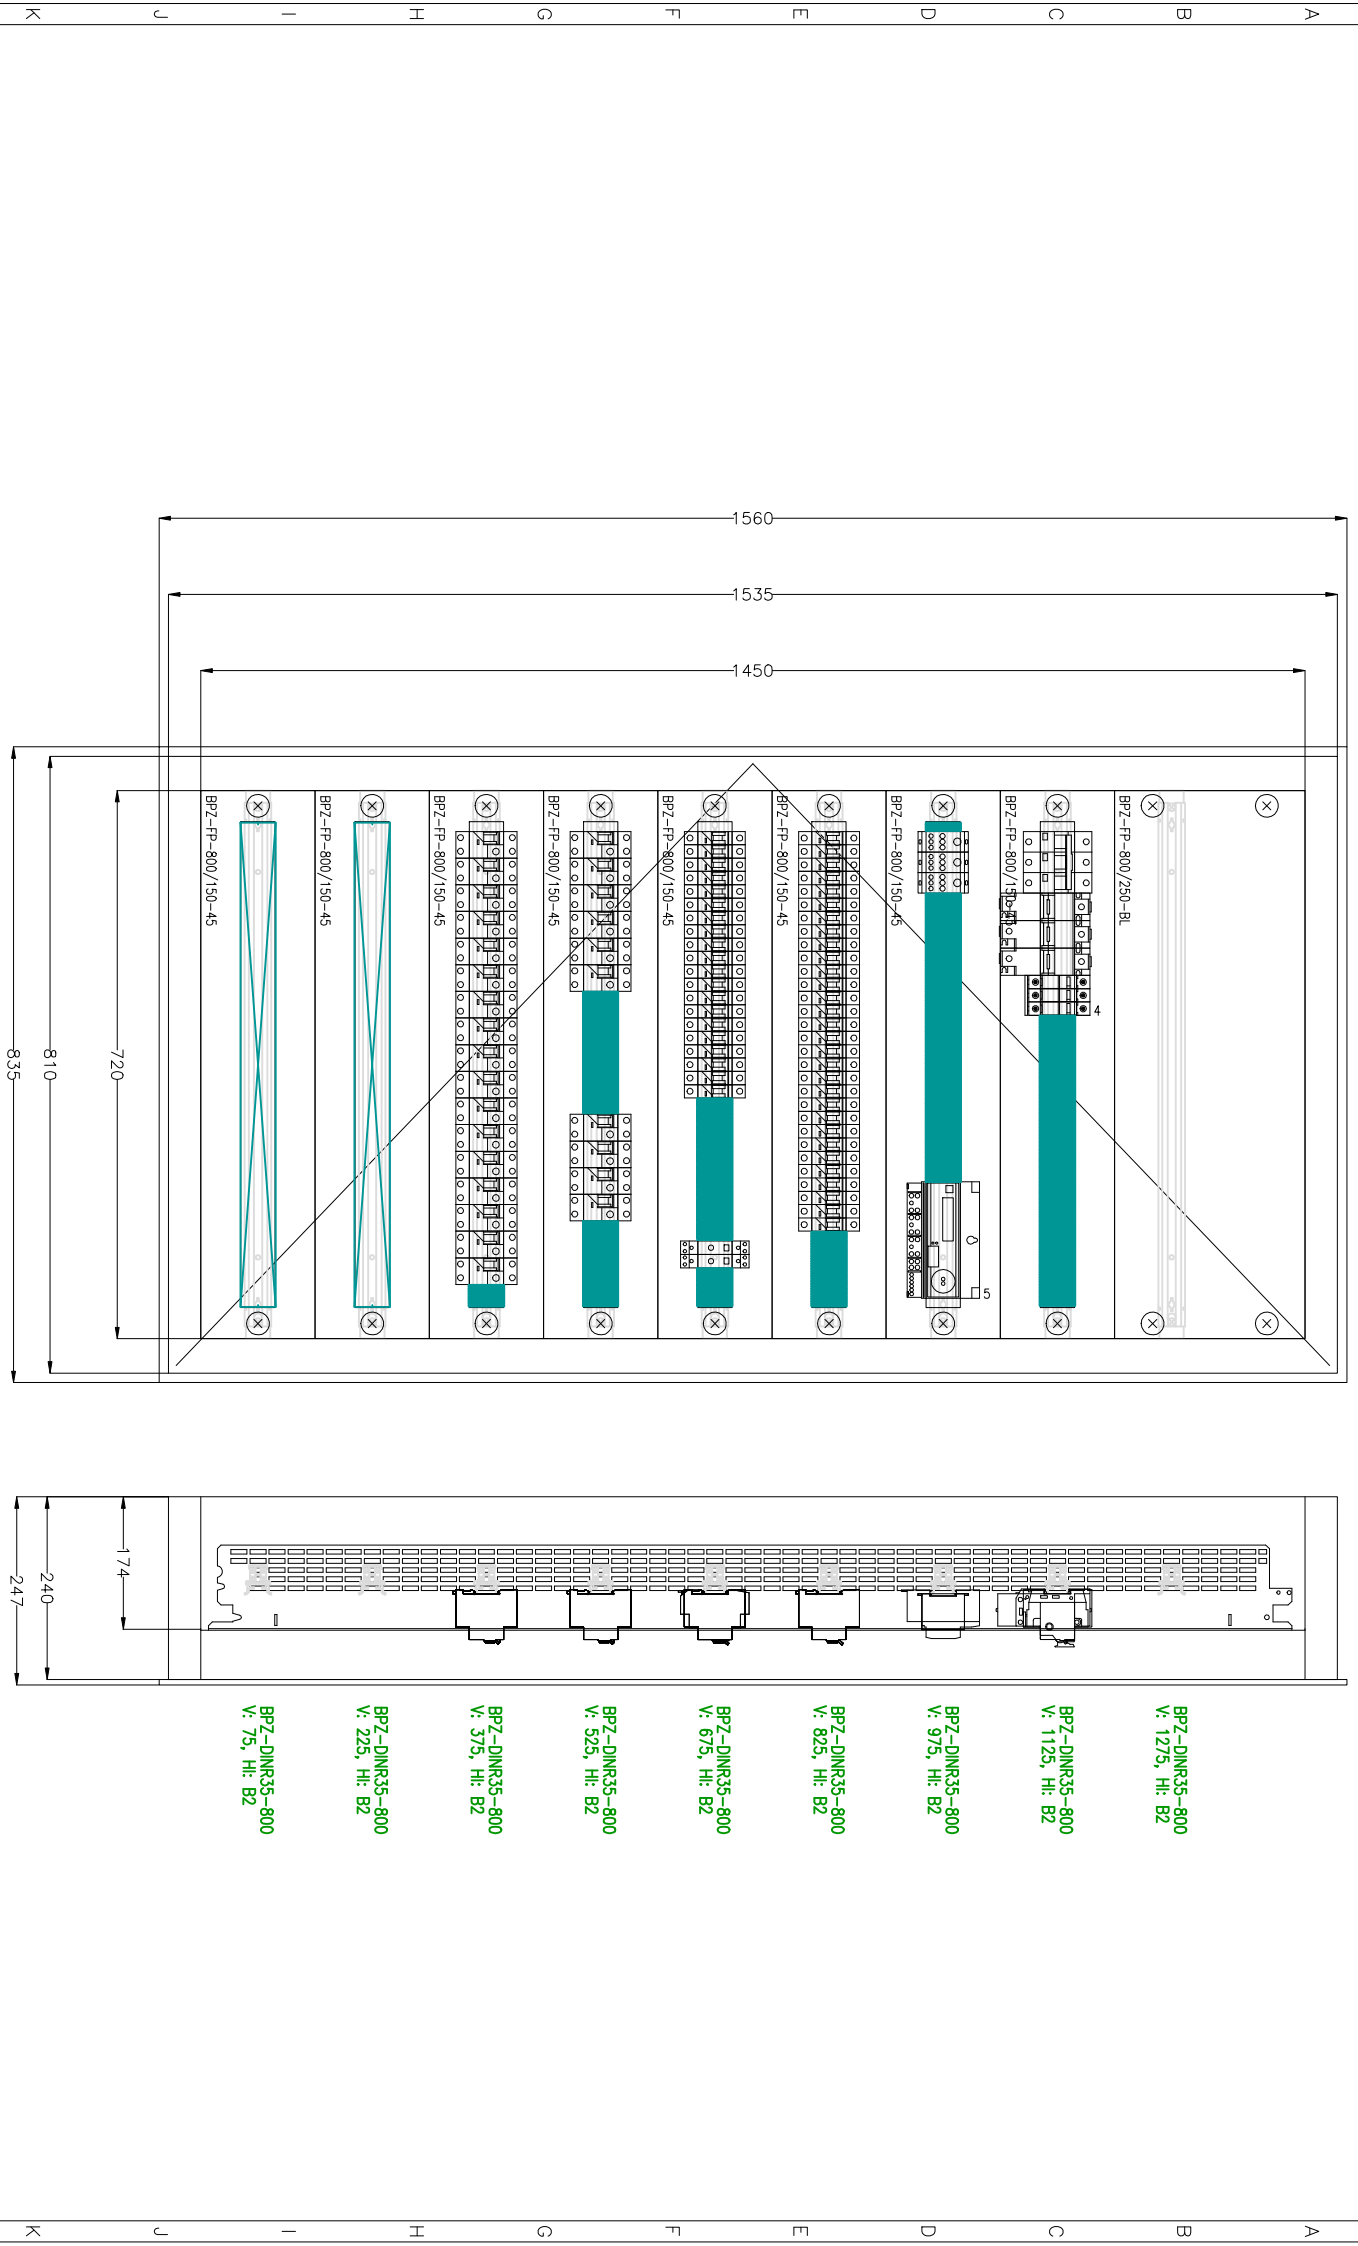 A
B
C
D
E
F
G
H
I
J
K
1560
1535
1450
BPZ-FP-800/250-BL
BPZ-FP-800/150-45
4
BPZ-FP-800/150-45
5
BPZ-FP-800/150-45
BPZ-FP-800/150-45
BPZ-FP-800/150-45
BPZ-FP-800/150-45
BPZ-FP-800/150-45
BPZ-FP-800/150-45
720
810
835
174
240
247
BPZ-DINR35-800
V: 1275, HI: B2
BPZ-DINR35-800
V: 1125, HI: B2
BPZ-DINR35-800
V: 975, HI: B2
BPZ-DINR35-800
V: 825, HI: B2
BPZ-DINR35-800
V: 675, HI: B2
BPZ-DINR35-800
V: 525, HI: B2
BPZ-DINR35-800
V: 375, HI: B2
BPZ-DINR35-800
V: 225, HI: B2
BPZ-DINR35-800
V: 75, HI: B2
A
B
C
D
E
F
G
H
I
J
K